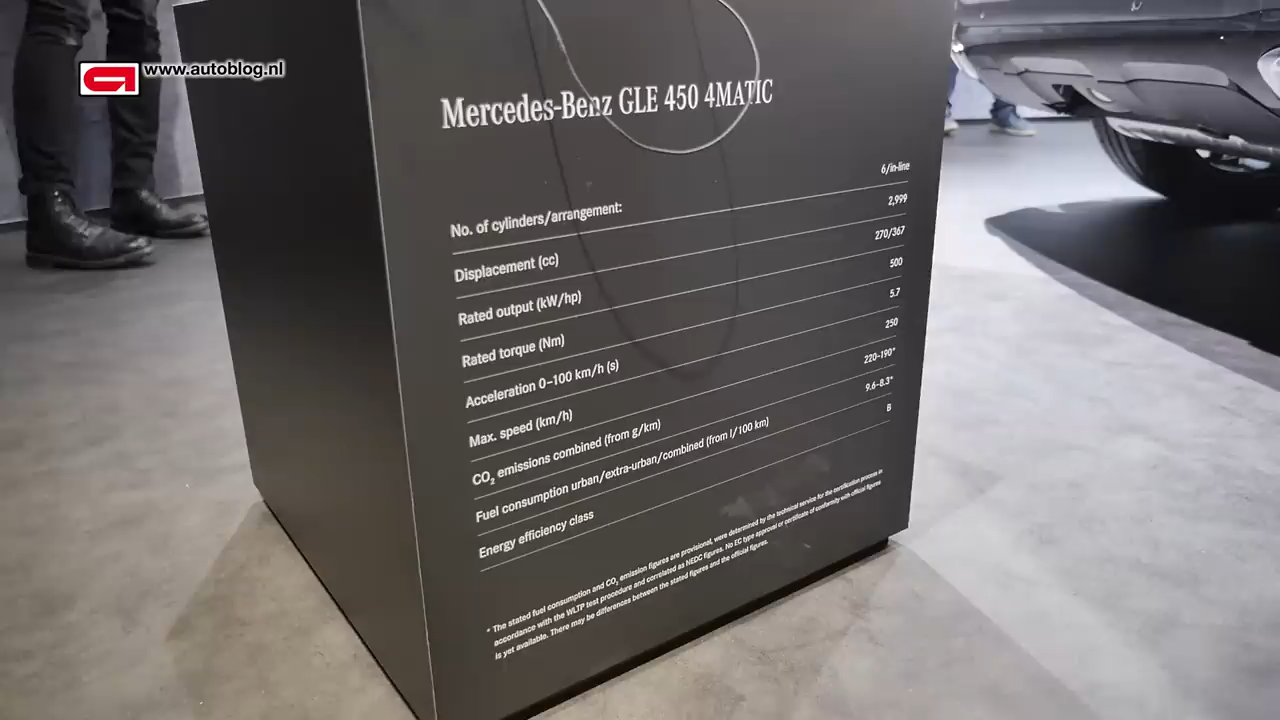 www.autoblog.nl
Mercedes-Benz GLE 450 4MATIC
No. of cylinders/arrangement: 6/in-line
Displacement (cc) 2,999
Rated output (kW/hp) 270/367
Rated torque (Nm) 500
Acceleration 0–100 km/h (s) 5.7
Max. speed (km/h) 250
CO₂ emissions combined (from g/km) 220-190*
Fuel consumption urban/extra-urban/combined (from l/100 km) 9.6-8.3*
Energy efficiency class B
* The stated fuel consumption and CO₂ emission figures are provisional, were determined by the technical service for the certification process in
accordance with the WLTP test procedure and correlated as NEDC figures. No EC type approval or certificate of conformity with official figures
is yet available. There may be differences between the stated figures and the official figures.